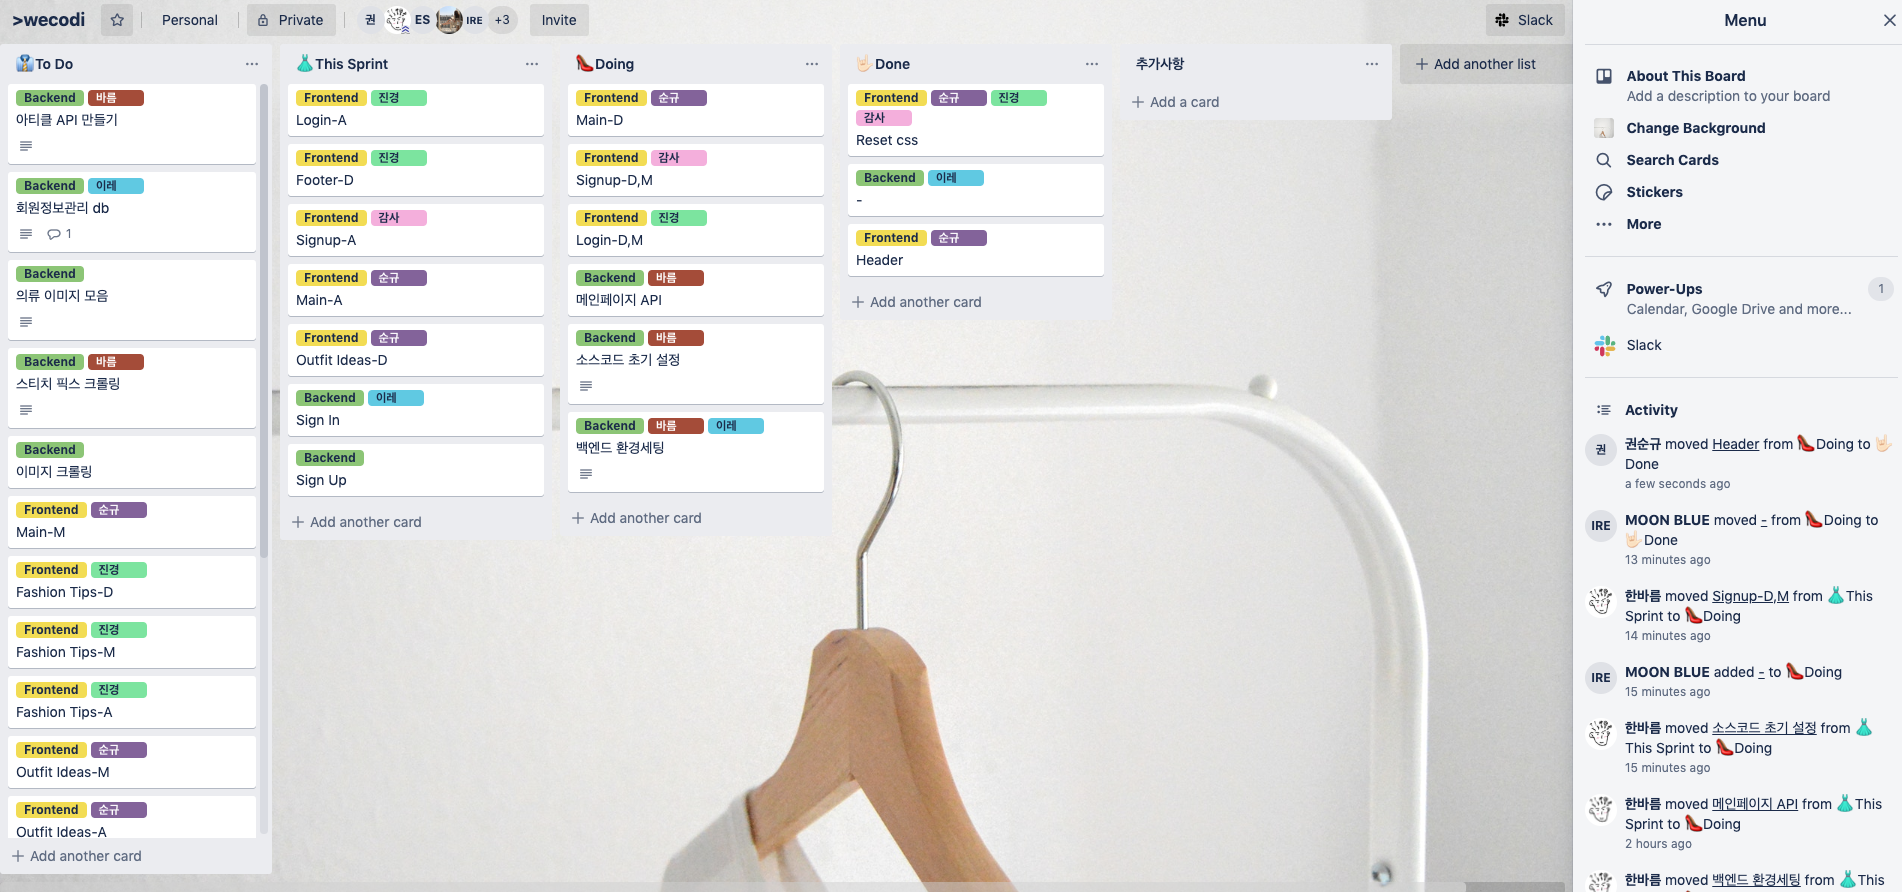 >wecodi
Personal
Private
권
ES
IRE
+3
Invite
Slack
To Do
Backend 바름
아티클 API 만들기
Backend 이레
회원정보관리 db
1
Backend
의류 이미지 모음
Backend 바름
스티치 픽스 크롤링
Backend
이미지 크롤링
Frontend 순규
Main-M
Frontend 진경
Fashion Tips-D
Frontend 진경
Fashion Tips-M
Frontend 진경
Fashion Tips-A
Frontend 순규
Outfit Ideas-M
Frontend 순규
Outfit Ideas-A
+ Add another card
This Sprint
Frontend 진경
Login-A
Frontend 진경
Footer-D
Frontend 감사
Signup-A
Frontend 순규
Main-A
Frontend 순규
Outfit Ideas-D
Backend 이레
Sign In
Backend
Sign Up
+ Add another card
Doing
Frontend 순규
Main-D
Frontend 감사
Signup-D,M
Frontend 진경
Login-D,M
Backend 바름
메인페이지 API
Backend 바름
소스코드 초기 설정
Backend 바름 이레
백엔드 환경세팅
+ Add another card
Done
Frontend 순규 진경
감사
Reset css
Backend 이레
-
Frontend 순규
Header
+ Add another card
추가사항
+ Add a card
+ Add another list
Menu
About This Board
Add a description to your board
Change Background
Search Cards
Stickers
More
Power-Ups
1
Calendar, Google Drive and more...
Slack
Activity
권
권순규 moved Header from 👠Doing to 🤟🏻
Done
a few seconds ago
IRE
MOON BLUE moved - from 👠Doing to
🤟🏻Done
13 minutes ago
한바름 moved Signup-D,M from 👗This
Sprint to 👠Doing
14 minutes ago
IRE
MOON BLUE added - to 👠Doing
15 minutes ago
한바름 moved 소스코드 초기 설정 from 👗
This Sprint to 👠Doing
15 minutes ago
한바름 moved 메인페이지 API from 👗This
Sprint to 👠Doing
2 hours ago
한바름 moved 백엔드 환경세팅 from 👗This